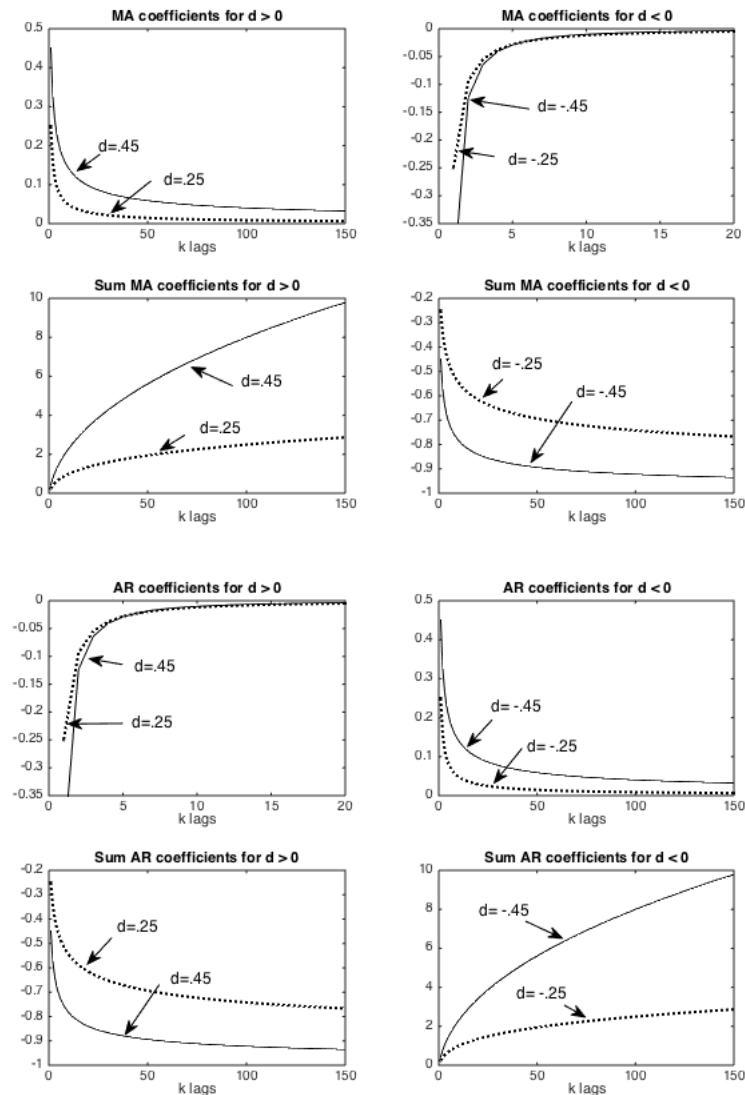 MA coefficients for d > 0
0.5
0.4
0.3
0.2
0.1
0
d=.45
d=.25
0 50 100 150
k lags
MA coefficients for d < 0
0
-0.05
-0.1
-0.15
-0.2
-0.25
-0.3
-0.35
d= -.45
d= -.25
0 5 10 15 20
k lags
Sum MA coefficients for d > 0
10
8
6
4
2
0
d=.45
d=.25
0 50 100 150
k lags
Sum MA coefficients for d < 0
-0.2
-0.3
-0.4
-0.5
-0.6
-0.7
-0.8
-0.9
-1
d= -.25
d= -.45
0 50 100 150
k lags
AR coefficients for d > 0
0
-0.05
-0.1
-0.15
-0.2
-0.25
-0.3
-0.35
d=.45
d=.25
0 5 10 15 20
k lags
AR coefficients for d < 0
0.5
0.4
0.3
0.2
0.1
0
d= -.45
d= -.25
0 50 100 150
k lags
Sum AR coefficients for d > 0
-0.2
-0.3
-0.4
-0.5
-0.6
-0.7
-0.8
-0.9
-1
d=.25
d=.45
0 50 100 150
k lags
Sum AR coefficients for d < 0
10
8
6
4
2
0
d= -.45
d= -.25
0 50 100 150
k lags